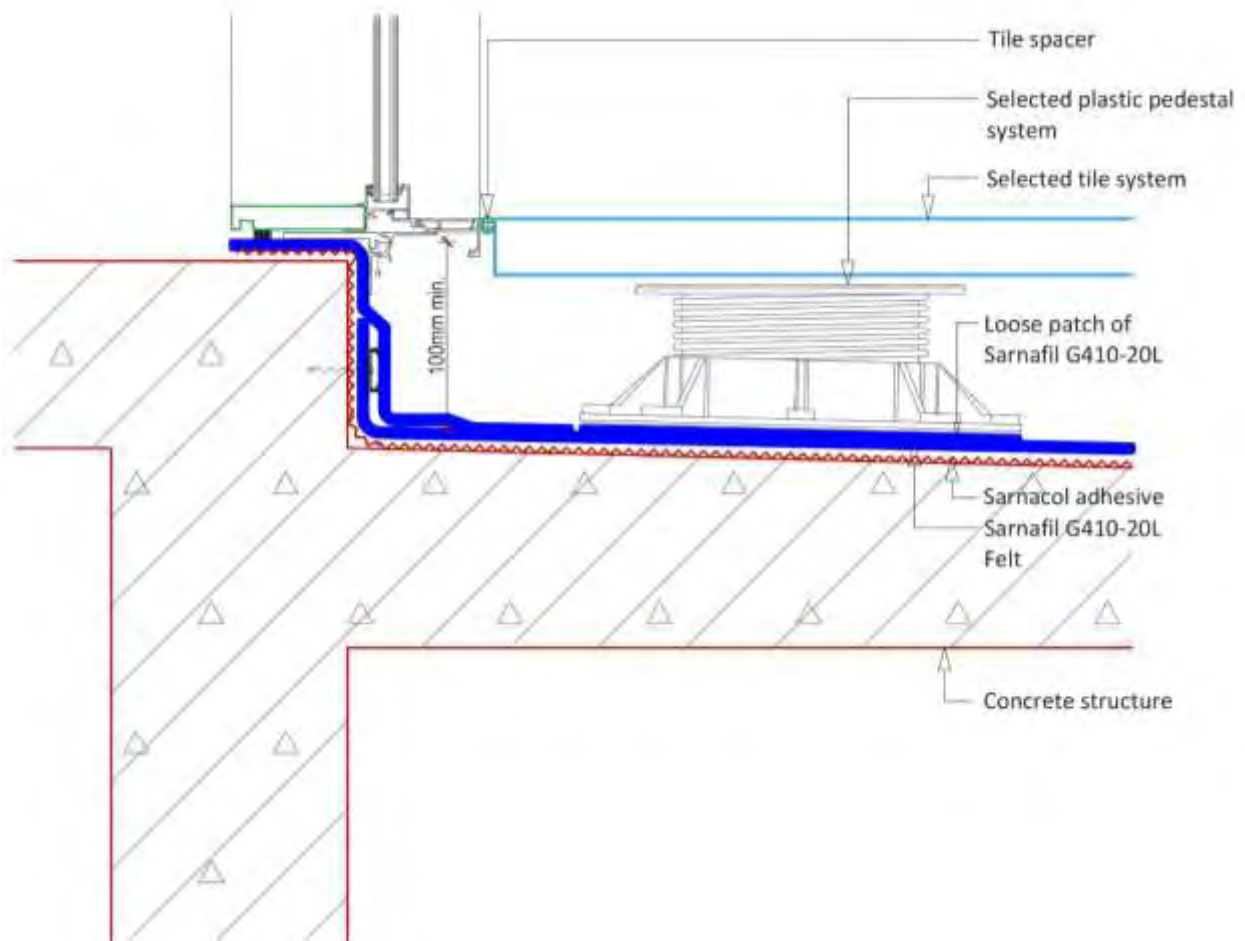 Tile spacer
Selected plastic pedestal
system
Selected tile system
100mm min.
Loose patch of
Sarnafil G410-20L
Sarnacol adhesive
Sarnafil G410-20L
Felt
Concrete structure